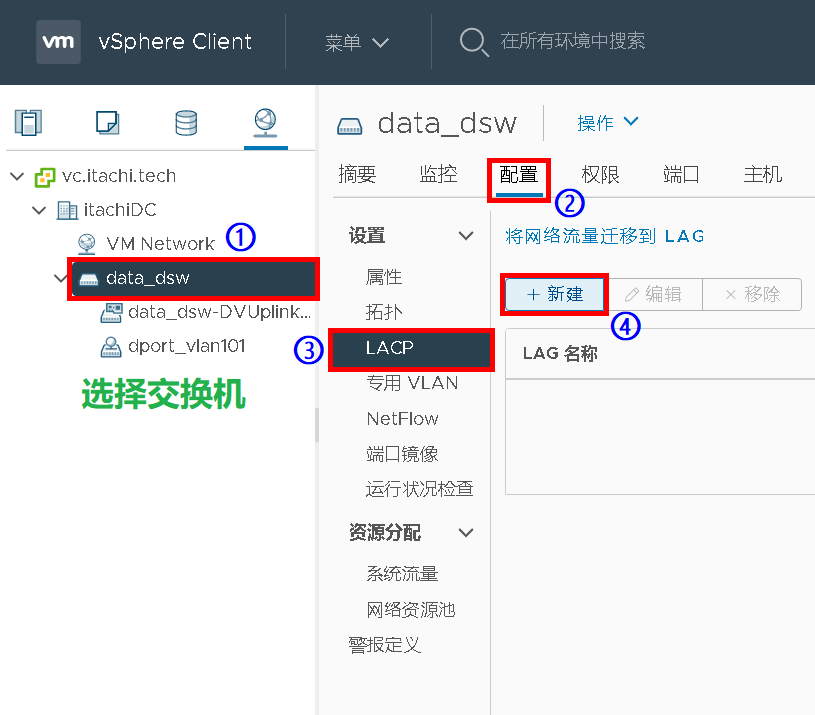 vm vSphere Client 菜单 在所有环境中搜索
vc.itachi.tech
itachiDC
VM Network ①
data_dsw
data_dsw-DVUplink...
dport_vlan101
选择交换机
data_dsw 操作
摘要 监控 配置 权限 端口 主机
②
设置
属性
拓扑
③ LACP
专用 VLAN
NetFlow
端口镜像
运行状况检查
资源分配
系统流量
网络资源池
警报定义
将网络流量迁移到 LAG
+ 新建 编辑 × 移除
④
LAG 名称